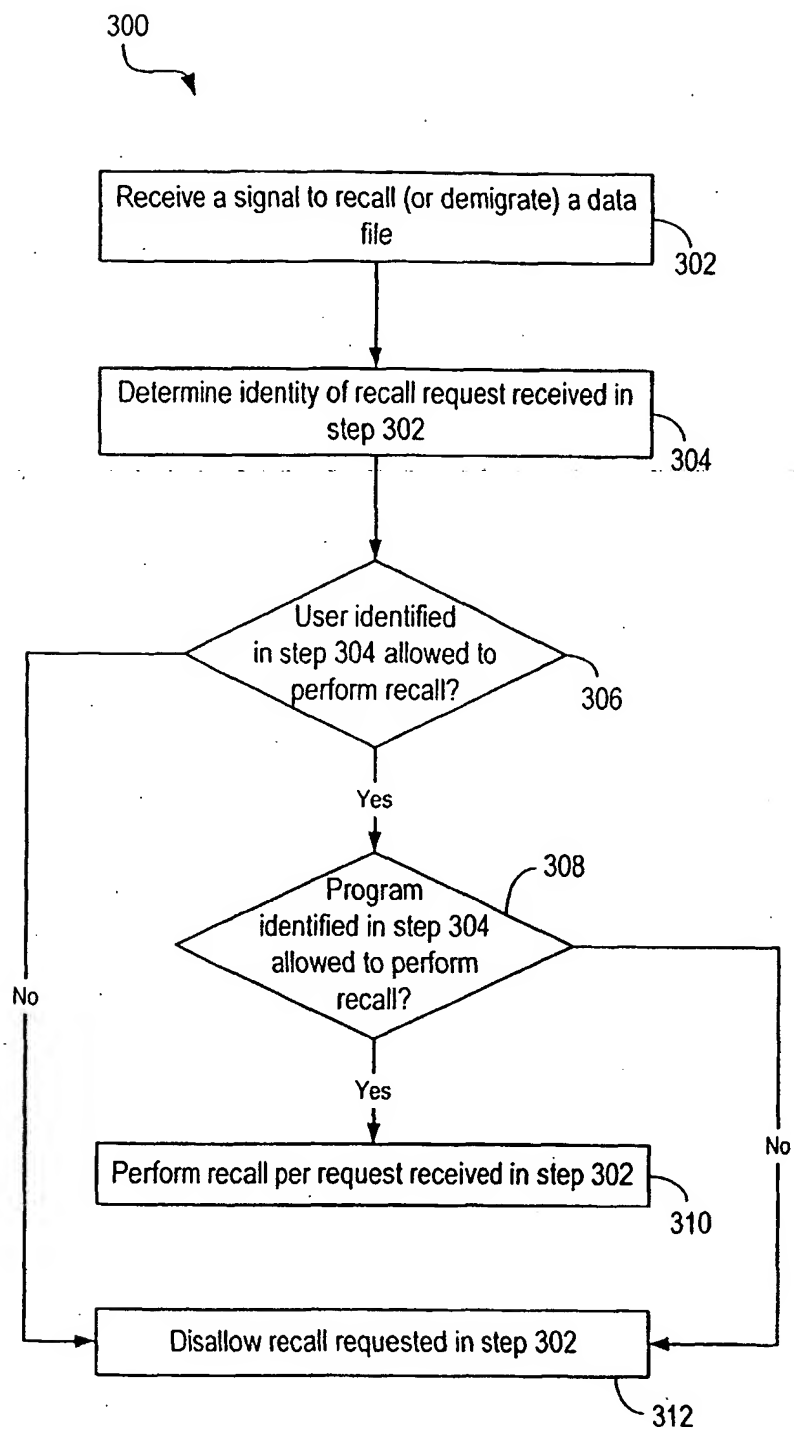 300
Receive a signal to recall (or demigrate) a data
file
302
Determine identity of recall request received in
step 302
304
User identified
in step 304 allowed to
perform recall?
306
Yes
308
Program
identified in step 304
allowed to perform
recall?
No
Yes
No
Perform recall per request received in step 302
310
Disallow recall requested in step 302
312